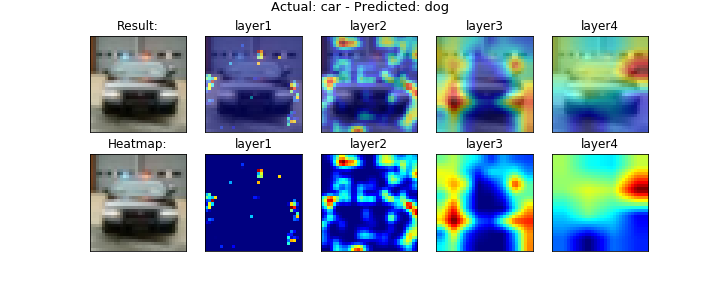 Actual: car - Predicted: dog
Result: layer1 layer2 layer3 layer4
Heatmap: layer1 layer2 layer3 layer4